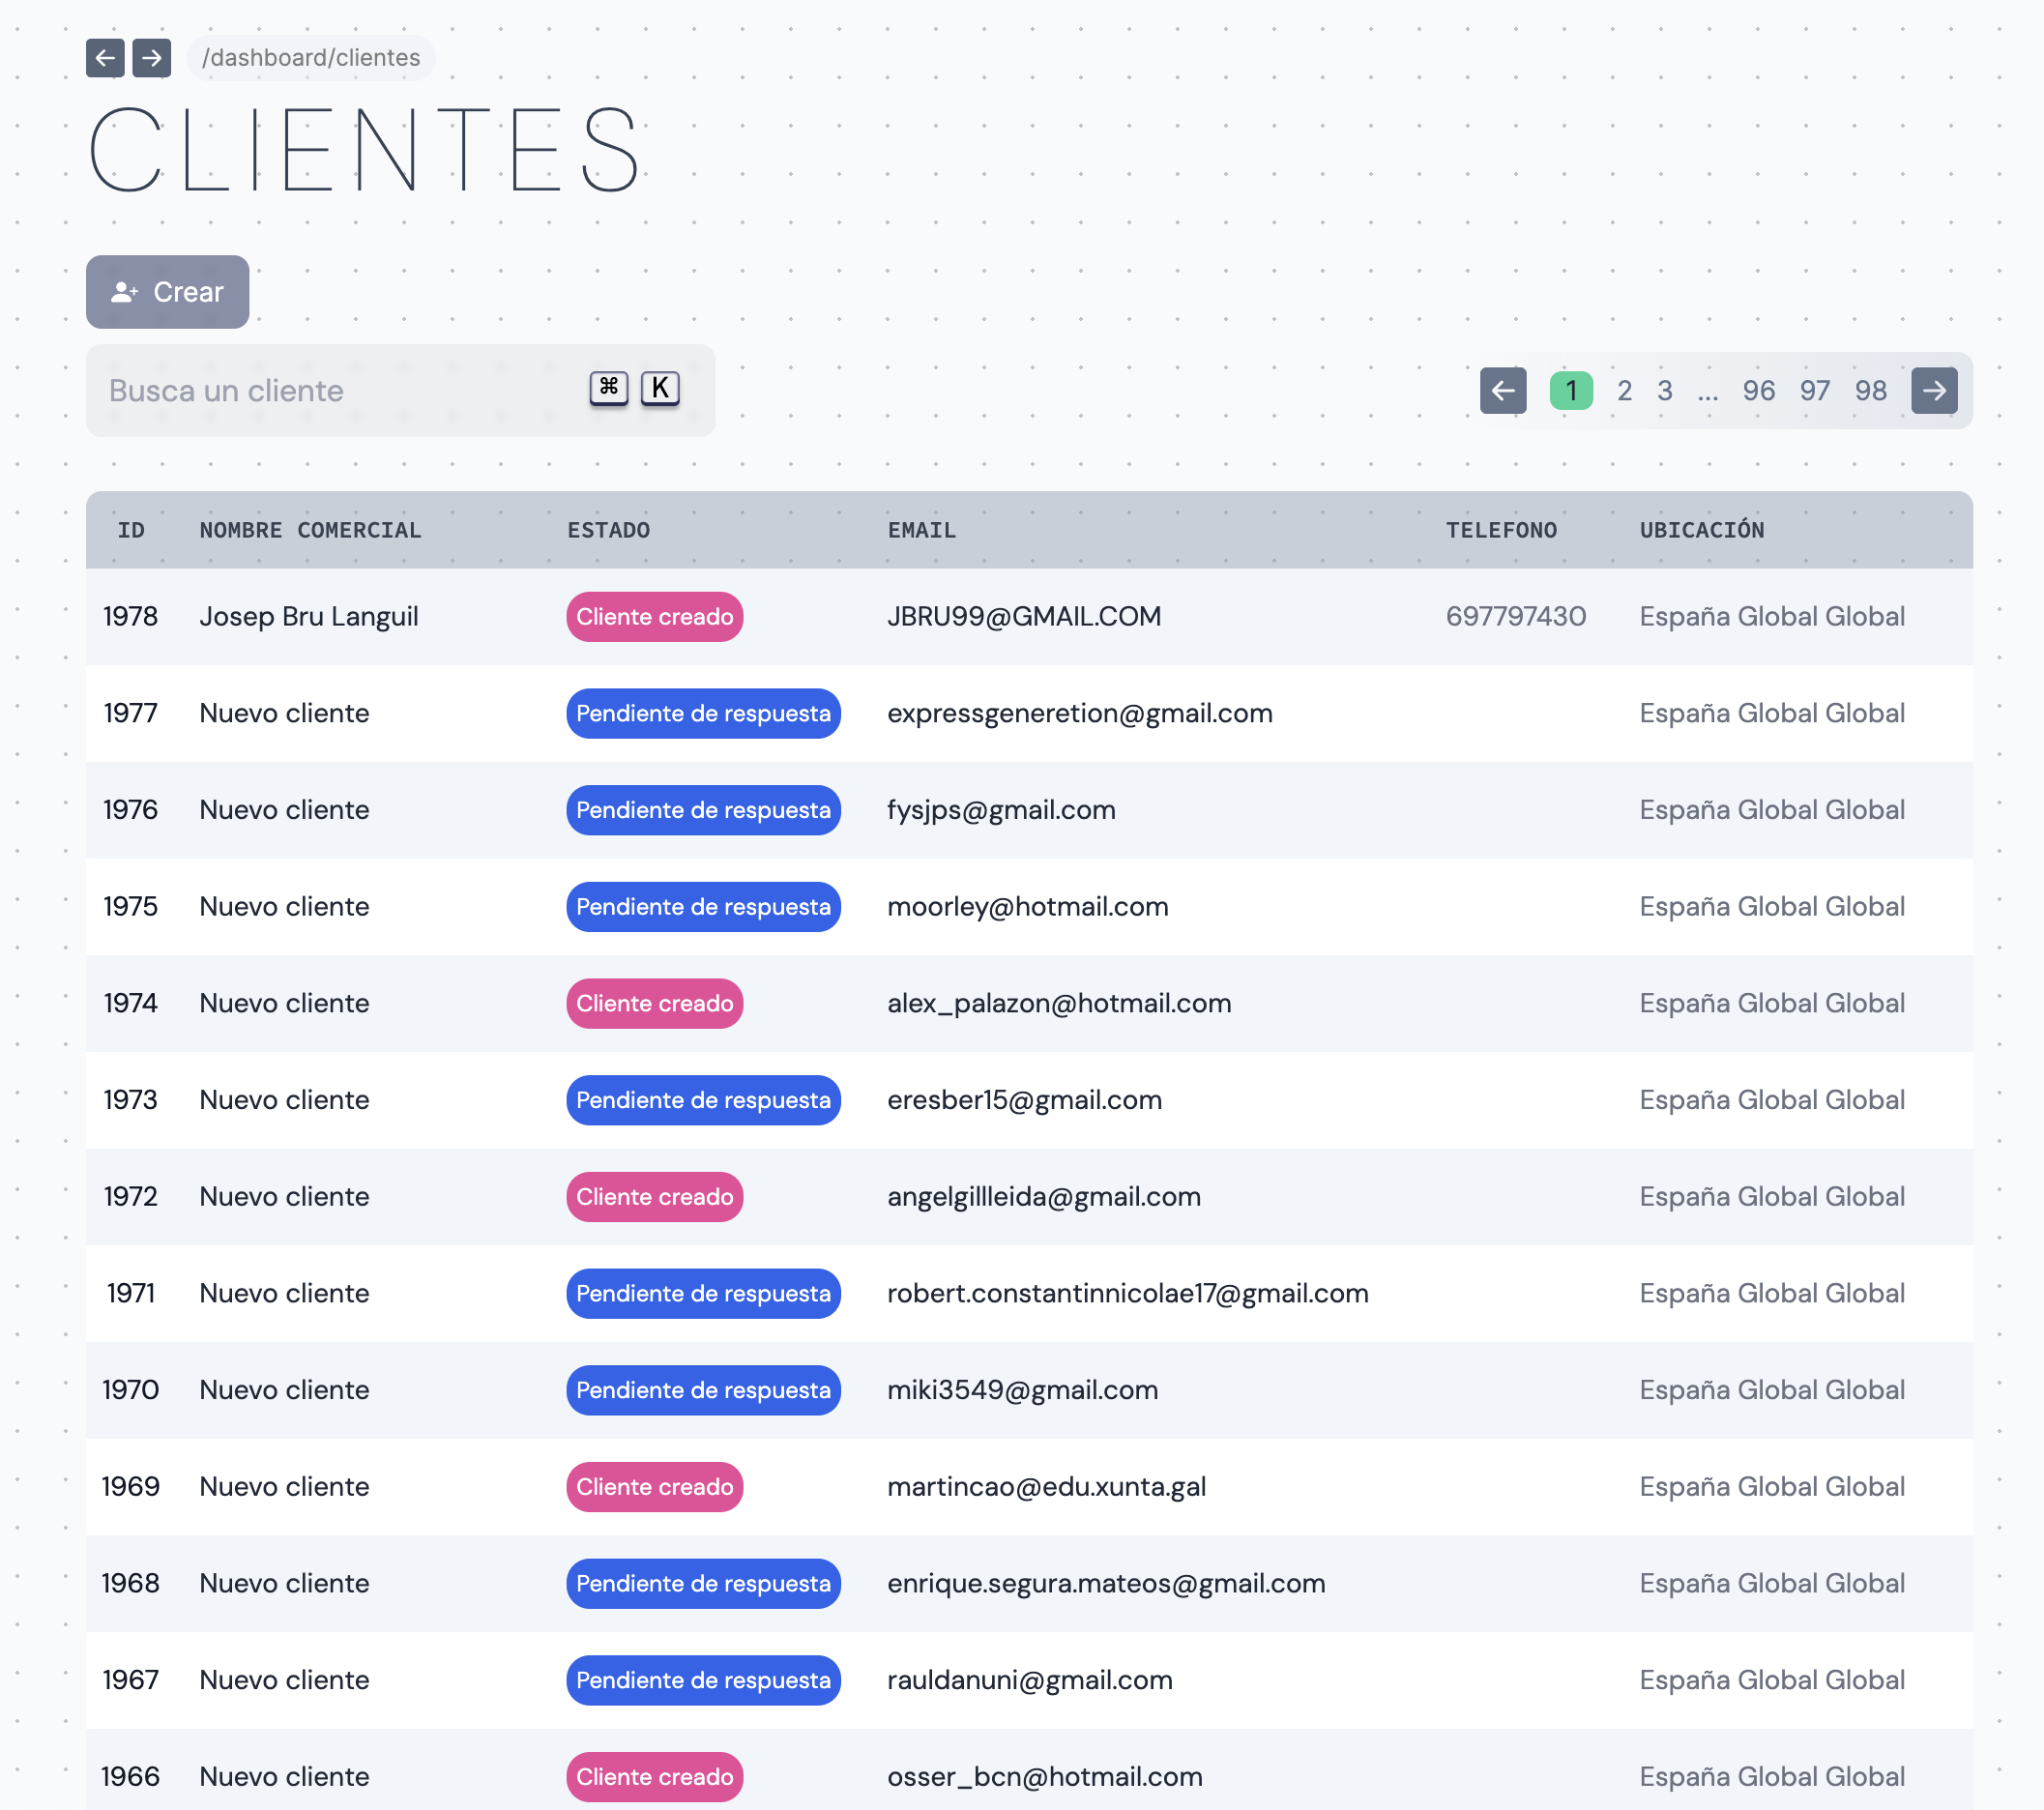 /dashboard/clientes
CLIENTES
Crear
Busca un cliente ⌘ K
1 2 3 ... 96 97 98
ID NOMBRE COMERCIAL ESTADO EMAIL TELEFONO UBICACIÓN
1978 Josep Bru Languil Cliente creado JBRU99@GMAIL.COM 697797430 España Global Global
1977 Nuevo cliente Pendiente de respuesta expressgeneretion@gmail.com España Global Global
1976 Nuevo cliente Pendiente de respuesta fysjps@gmail.com España Global Global
1975 Nuevo cliente Pendiente de respuesta moorley@hotmail.com España Global Global
1974 Nuevo cliente Cliente creado alex_palazon@hotmail.com España Global Global
1973 Nuevo cliente Pendiente de respuesta eresber15@gmail.com España Global Global
1972 Nuevo cliente Cliente creado angelgillleida@gmail.com España Global Global
1971 Nuevo cliente Pendiente de respuesta robert.constantinnicolae17@gmail.com España Global Global
1970 Nuevo cliente Pendiente de respuesta miki3549@gmail.com España Global Global
1969 Nuevo cliente Cliente creado martincao@edu.xunta.gal España Global Global
1968 Nuevo cliente Pendiente de respuesta enrique.segura.mateos@gmail.com España Global Global
1967 Nuevo cliente Pendiente de respuesta rauldanuni@gmail.com España Global Global
1966 Nuevo cliente Cliente creado osser_bcn@hotmail.com España Global Global